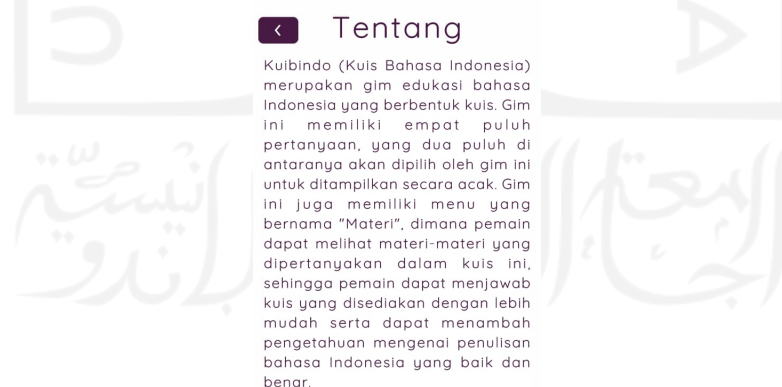 Tentang
Kuibindo (Kuis Bahasa Indonesia)
merupakan gim edukasi bahasa
Indonesia yang berbentuk kuis. Gim
ini memiliki empat puluh
pertanyaan, yang dua puluh di
antaranya akan dipilih oleh gim ini
untuk ditampilkan secara acak. Gim
ini juga memiliki menu yang
bernama "Materi", dimana pemain
dapat melihat materi-materi yang
dipertanyakan dalam kuis ini,
sehingga pemain dapat menjawab
kuis yang disediakan dengan lebih
mudah serta dapat menambah
pengetahuan mengenai penulisan
bahasa Indonesia yang baik dan
benar.